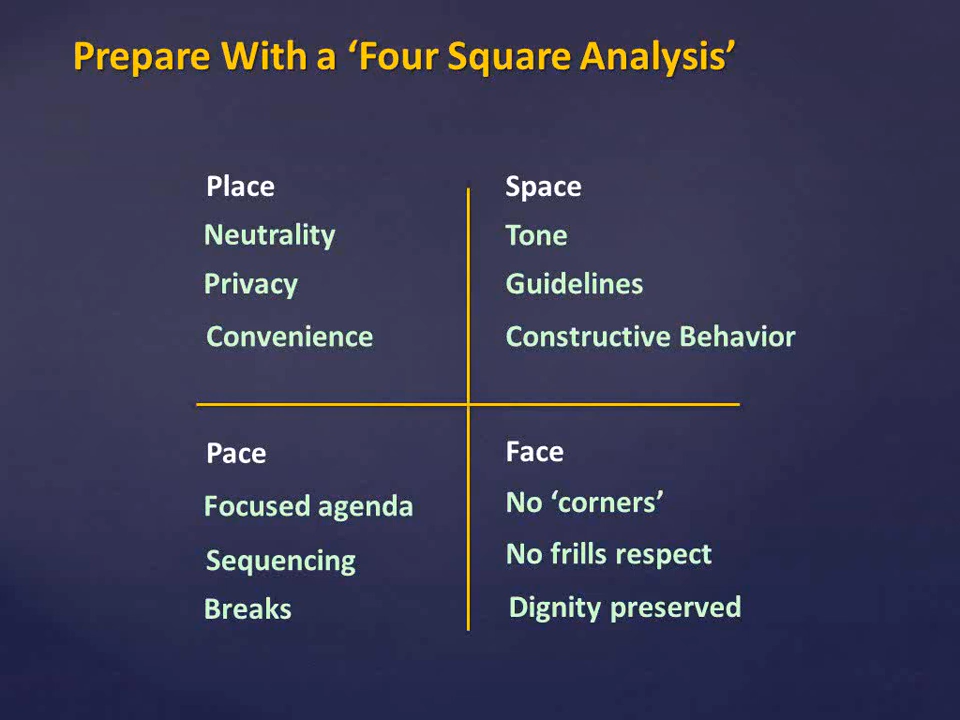 Prepare With a ‘Four Square Analysis’
Place
Neutrality
Privacy
Convenience
Space
Tone
Guidelines
Constructive Behavior
Pace
Focused agenda
Sequencing
Breaks
Face
No ‘corners’
No frills respect
Dignity preserved